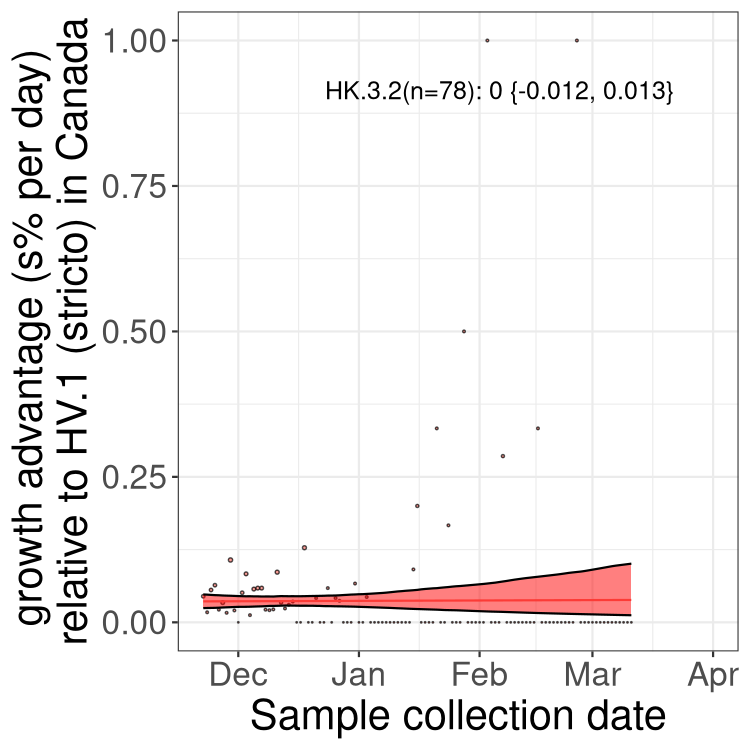 growth advantage (s% per day)
relative to HV.1 (stricto) in Canada
1.00
0.75
0.50
0.25
0.00
HK.3.2(n=78): 0 {-0.012, 0.013}
Dec Jan Feb Mar Apr
Sample collection date